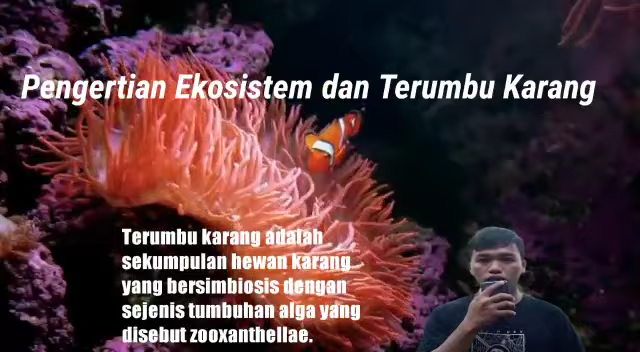 Pengertian Ekosistem dan Terumbu Karang
Terumbu karang adalah
sekumpulan hewan karang
yang bersimbiosis dengan
sejenis tumbuhan alga yang
disebut zooxanthellae.